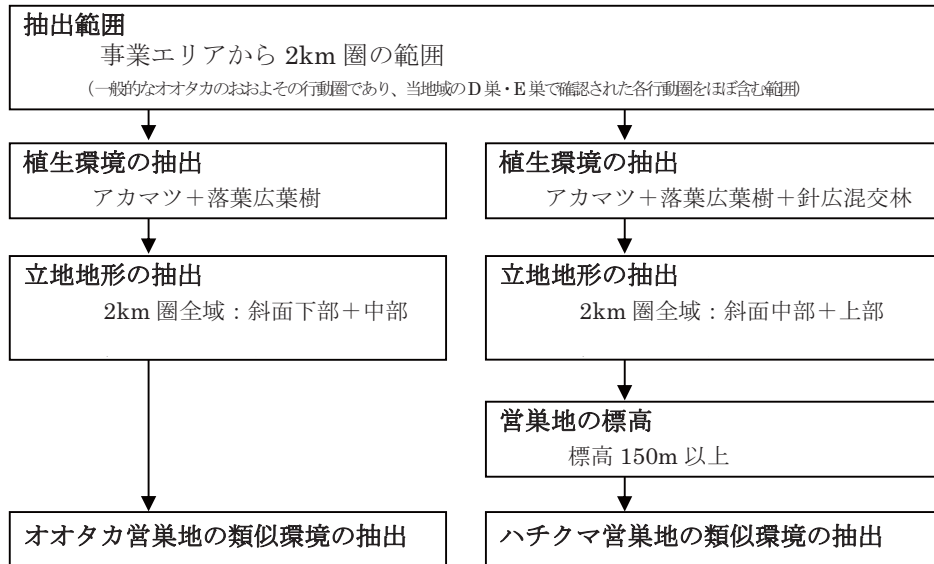 抽出範囲
事業エリアから 2km 圏の範囲
（一般的なオオタカのおおよその行動圏であり、当地域のD巣・E巣で確認された各行動圏をほぼ含む範囲）
植生環境の抽出
アカマツ＋落葉広葉樹
立地地形の抽出
2km 圏全域：斜面下部＋中部
オオタカ営巣地の類似環境の抽出
植生環境の抽出
アカマツ＋落葉広葉樹＋針広混交林
立地地形の抽出
2km 圏全域：斜面中部＋上部
営巣地の標高
標高 150m 以上
ハチクマ営巣地の類似環境の抽出